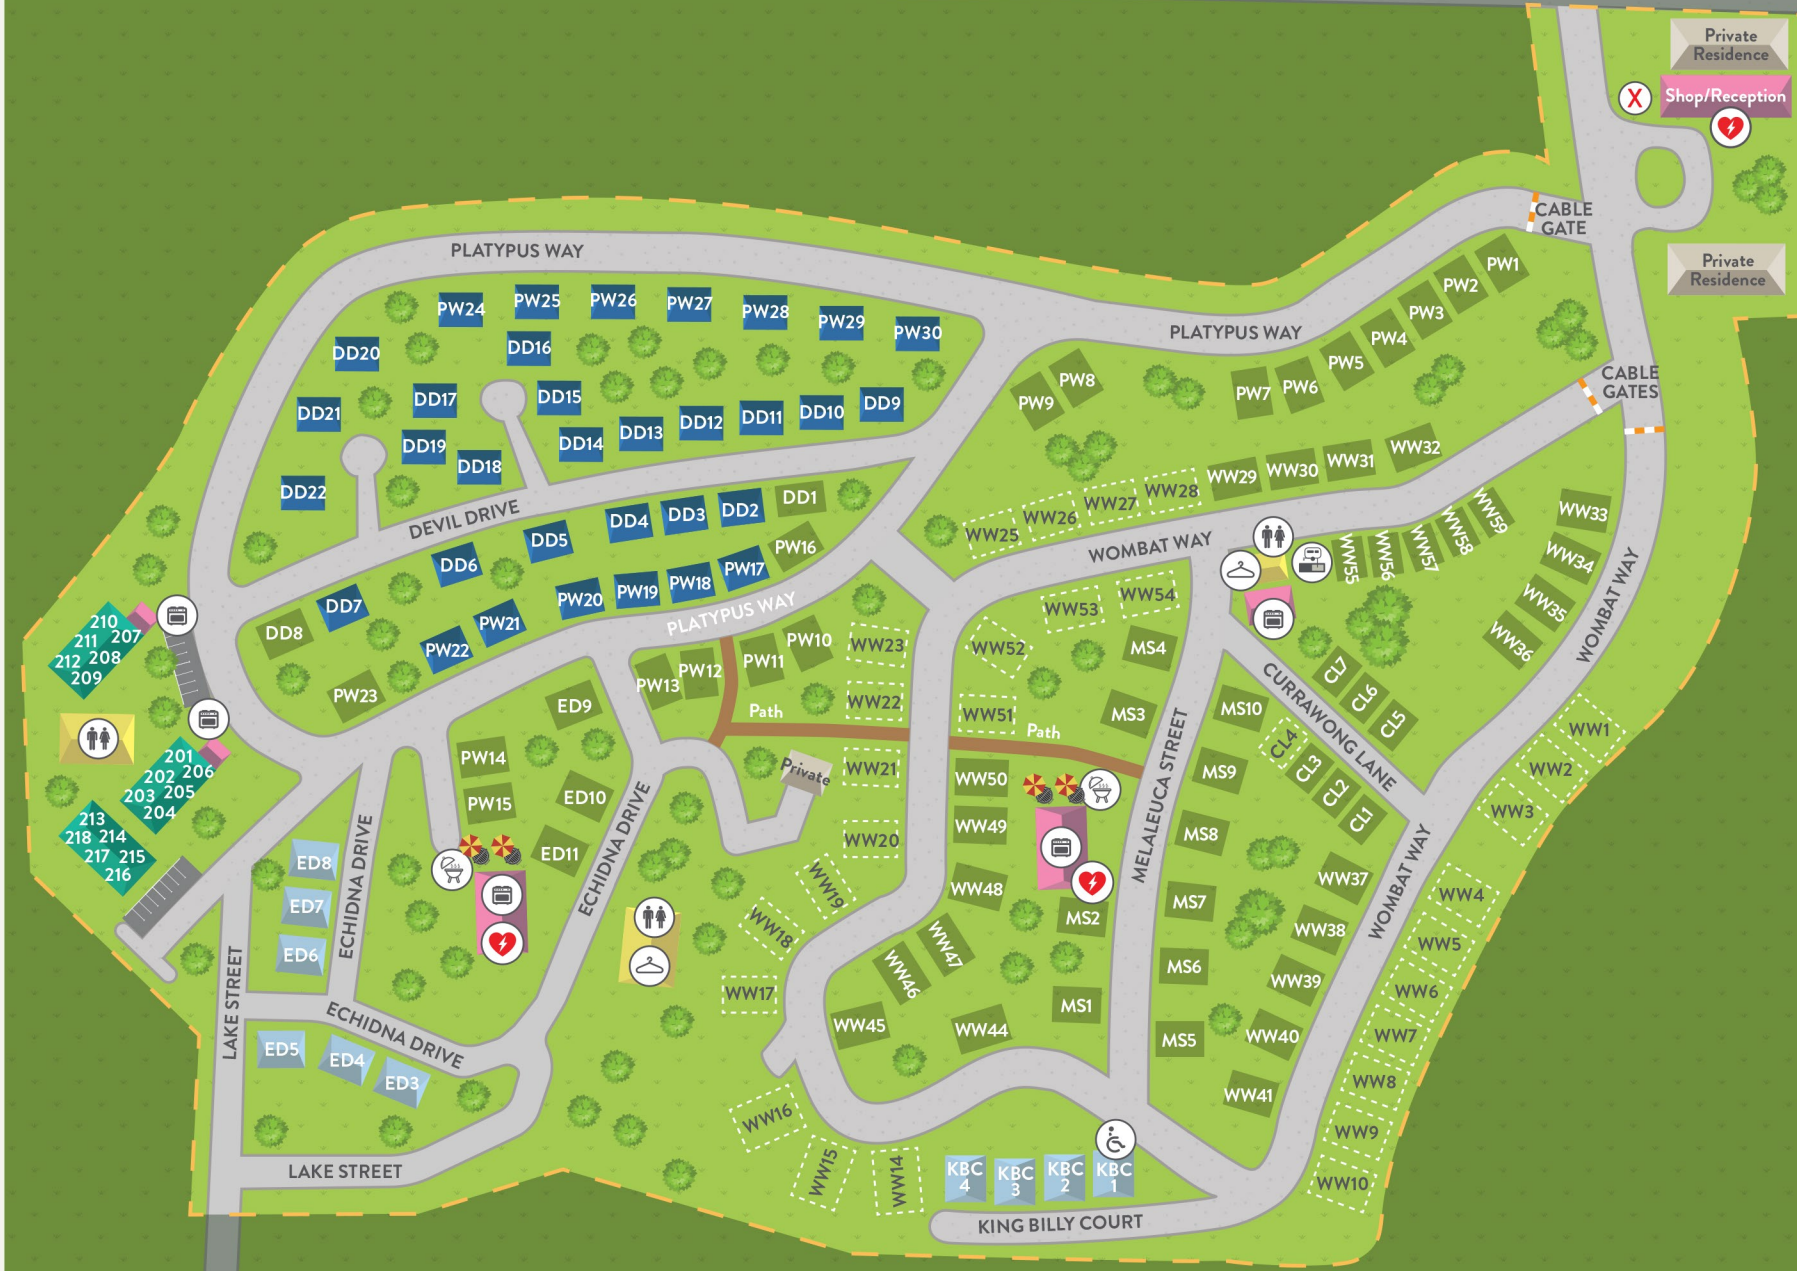 Private
Residence
Shop/Reception
X
CABLE
GATE
Private
Residence
PLATYPUS WAY
PW1
PW2
PW3
PW4
PW5
PW6
PW7
PW8
PW9
PLATYPUS WAY
CABLE
GATES
PW24
PW25
PW26
PW27
PW28
PW29
PW30
DD20
DD16
DD21
DD17
DD15
DD14
DD13
DD12
DD11
DD10
DD9
DD19
DD18
DD22
DEVIL DRIVE
DD8
DD7
DD6
DD5
DD4
DD3
DD2
DD1
PW23
PW22
PW21
PW20
PW19
PW18
PW17
PW16
PLATYPUS WAY
WW25
WW26
WW27
WW28
WW29
WW30
WW31
WW32
WOMBAT WAY
WW55
WW56
WW57
WW58
WW59
WW33
WW34
WW35
WW36
WOMBAT WAY
210
211
207
212
208
209
201
202
206
203
205
204
213
218
214
217
215
216
PW13
PW12
PW11
PW10
Path
Path
Private
WW23
WW22
WW21
WW20
WW19
WW18
WW17
WW16
WW15
WW14
WW53
WW54
WW52
WW51
WW50
WW49
WW48
WW47
WW46
WW45
WW44
MS4
MS3
MS2
MS1
MELALEUCA STREET
MS10
MS9
MS8
MS7
MS6
MS5
CURRAWONG LANE
CL7
CL6
CL5
CL4
CL3
CL2
CL1
WW37
WW38
WW39
WW40
WW41
WOMBAT WAY
WW1
WW2
WW3
WW4
WW5
WW6
WW7
WW8
WW9
WW10
PW14
PW15
ED9
ED10
ED11
ECHIDNA DRIVE
ED8
ED7
ED6
ECHIDNA DRIVE
ECHIDNA DRIVE
ED5
ED4
ED3
LAKE STREET
LAKE STREET
KBC
4
KBC
3
KBC
2
KBC
1
KING BILLY COURT